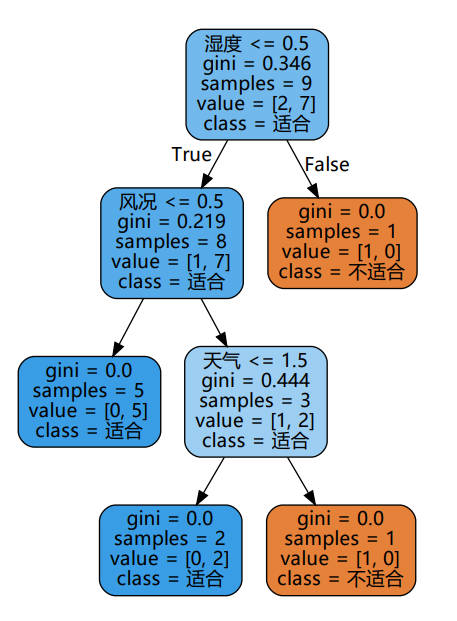 湿度 <= 0.5
gini = 0.346
samples = 9
value = [2, 7]
class = 适合
True
False
风况 <= 0.5
gini = 0.219
samples = 8
value = [1, 7]
class = 适合
gini = 0.0
samples = 1
value = [1, 0]
class = 不适合
gini = 0.0
samples = 5
value = [0, 5]
class = 适合
天气 <= 1.5
gini = 0.444
samples = 3
value = [1, 2]
class = 适合
gini = 0.0
samples = 2
value = [0, 2]
class = 适合
gini = 0.0
samples = 1
value = [1, 0]
class = 不适合